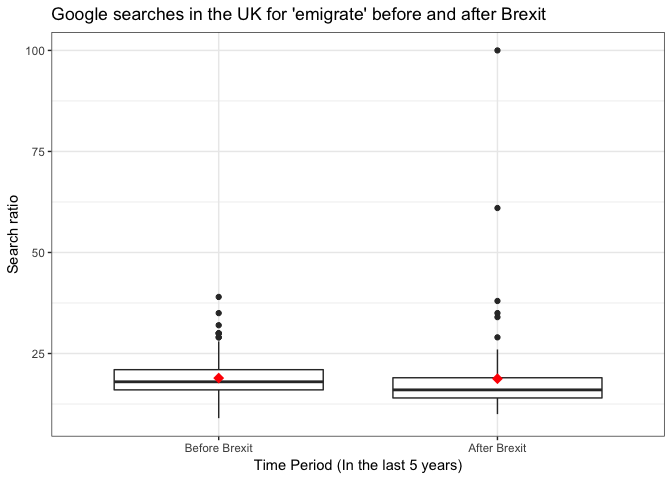 Google searches in the UK for 'emigrate' before and after Brexit
100
75
50
25
Search ratio
Before Brexit
After Brexit
Time Period (In the last 5 years)